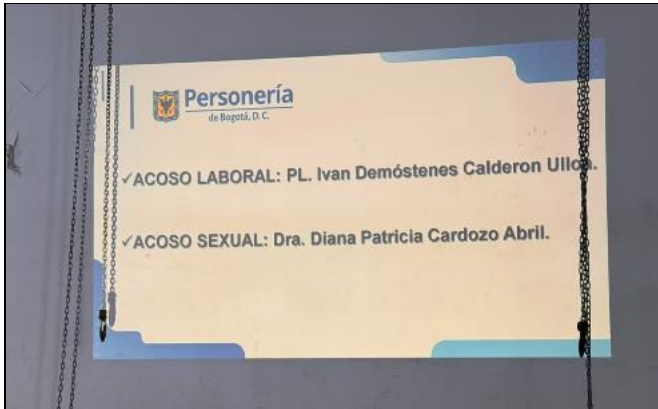 Personería
de Bogotá, D. C.
✓ACOSO LABORAL: PL. Ivan Demóstenes Calderon Ulloa.
✓ACOSO SEXUAL: Dra. Diana Patricia Cardozo Abril.